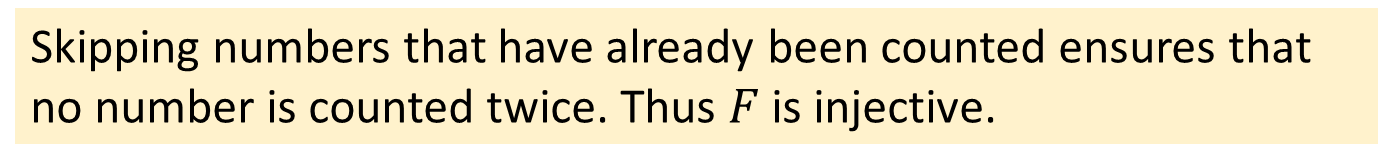 Skipping numbers that have already been counted ensures that
no number is counted twice. Thus F is injective.